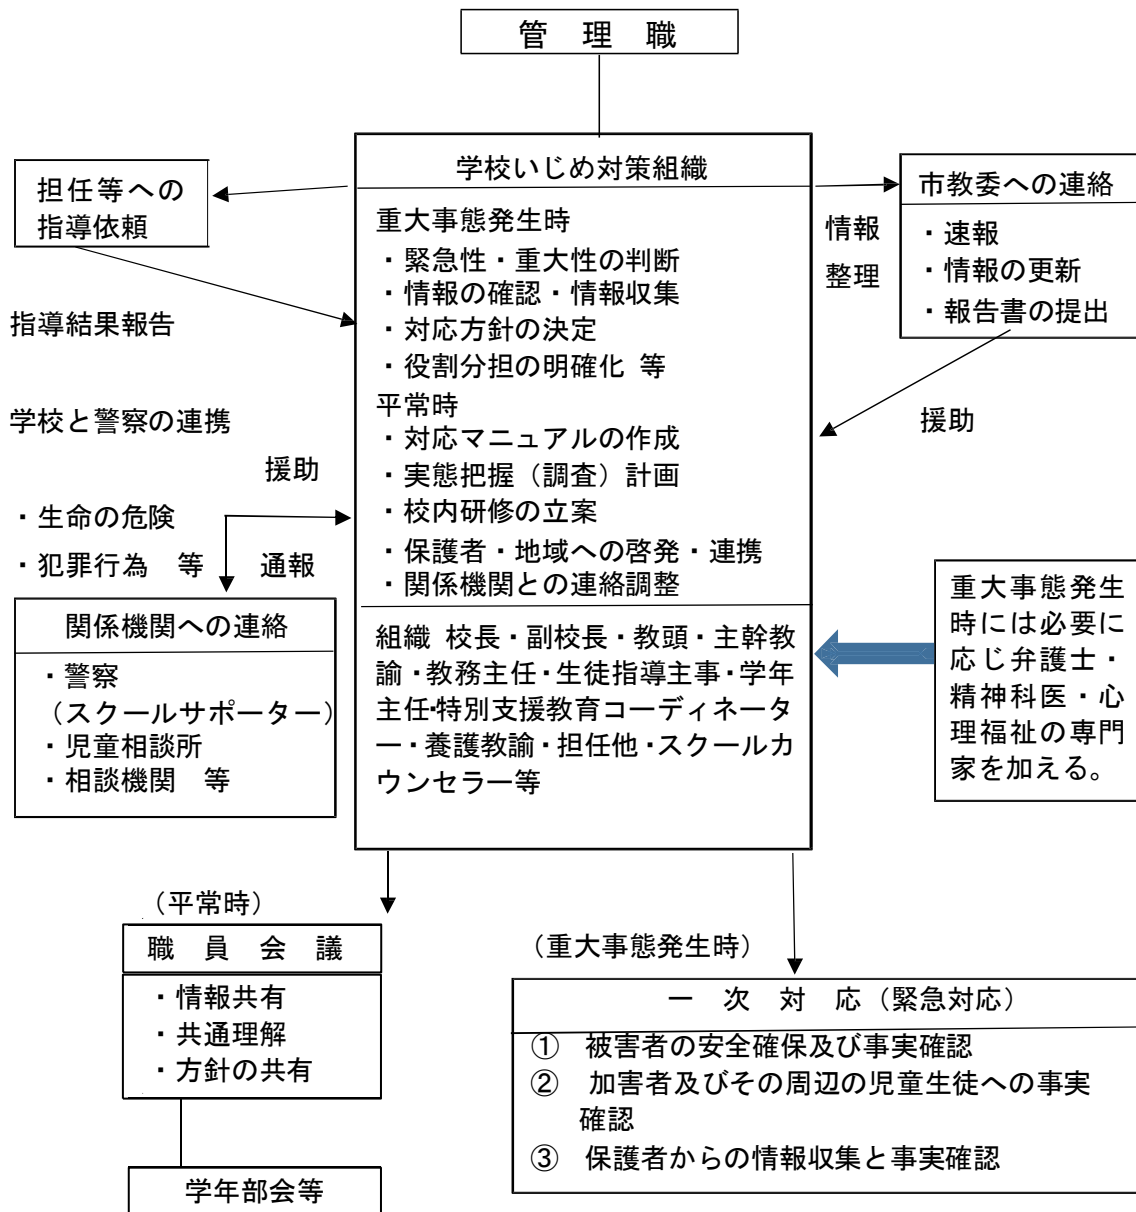 管　理　職
学校いじめ対策組織
重大事態発生時
・緊急性・重大性の判断
・情報の確認・情報収集
・対応方針の決定
・役割分担の明確化 等
平常時
・対応マニュアルの作成
・実態把握（調査）計画
・校内研修の立案
・保護者・地域への啓発・連携
・関係機関との連絡調整
組織 校長・副校長・教頭・主幹教
諭・教務主任・生徒指導主事・学年
主任・特別支援教育コーディネータ
ー・養護教諭・担任他・スクールカ
ウンセラー等
担任等への
指導依頼
指導結果報告
学校と警察の連携
援助
・生命の危険
・犯罪行為　等
通報
関係機関への連絡
・警察
（スクールサポーター）
・児童相談所
・相談機関　等
情報
整理
市教委への連絡
・速報
・情報の更新
・報告書の提出
援助
重大事態発生
時には必要に
応じ弁護士・
精神科医・心
理福祉の専門
家を加える。
（平常時）
職　員　会　議
・情報共有
・共通理解
・方針の共有
学年部会等
（重大事態発生時）
一　次　対　応（緊急対応）
①　被害者の安全確保及び事実確認
②　加害者及びその周辺の児童生徒への事実
確認
③　保護者からの情報収集と事実確認